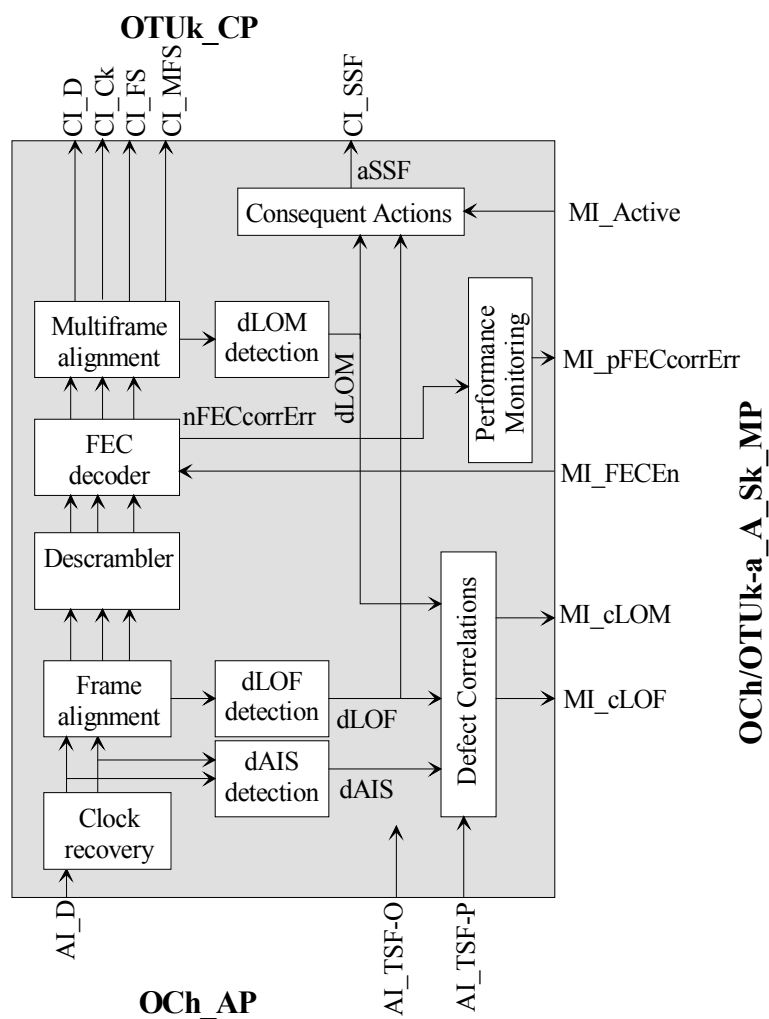 OTUk_CP
CI_D
CI_Ck
CI_FS
CI_MFS
CI_SSF
aSSF
Consequent Actions
MI_Active
Multiframe
alignment
dLOM
detection
dLOM
Performance
Monitoring
MI_pFECcorrErr
nFECcorrErr
FEC
decoder
MI_FECEn
Descrambler
Defect Correlations
MI_cLOM
MI_cLOF
OCh/OTUk-a_A_Sk_MP
Frame
alignment
dLOF
detection
dLOF
dAIS
detection
dAIS
Clock
recovery
AI_D
AI_TSF-O
AI_TSF-P
OCh_AP